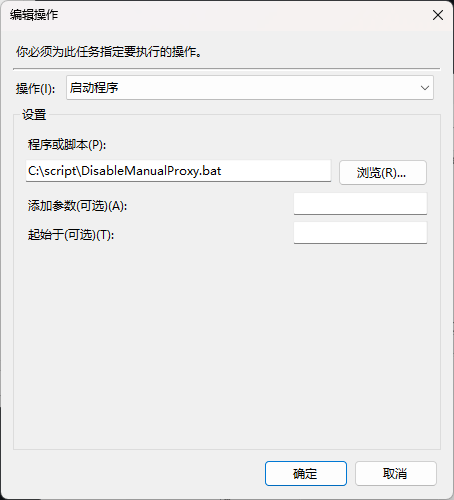 编辑操作
你必须为此任务指定要执行的操作。
操作(I): 启动程序
设置
程序或脚本(P):
C:\script\DisableManualProxy.bat 浏览(R)...
添加参数(可选)(A):
起始于(可选)(T):
确定 取消